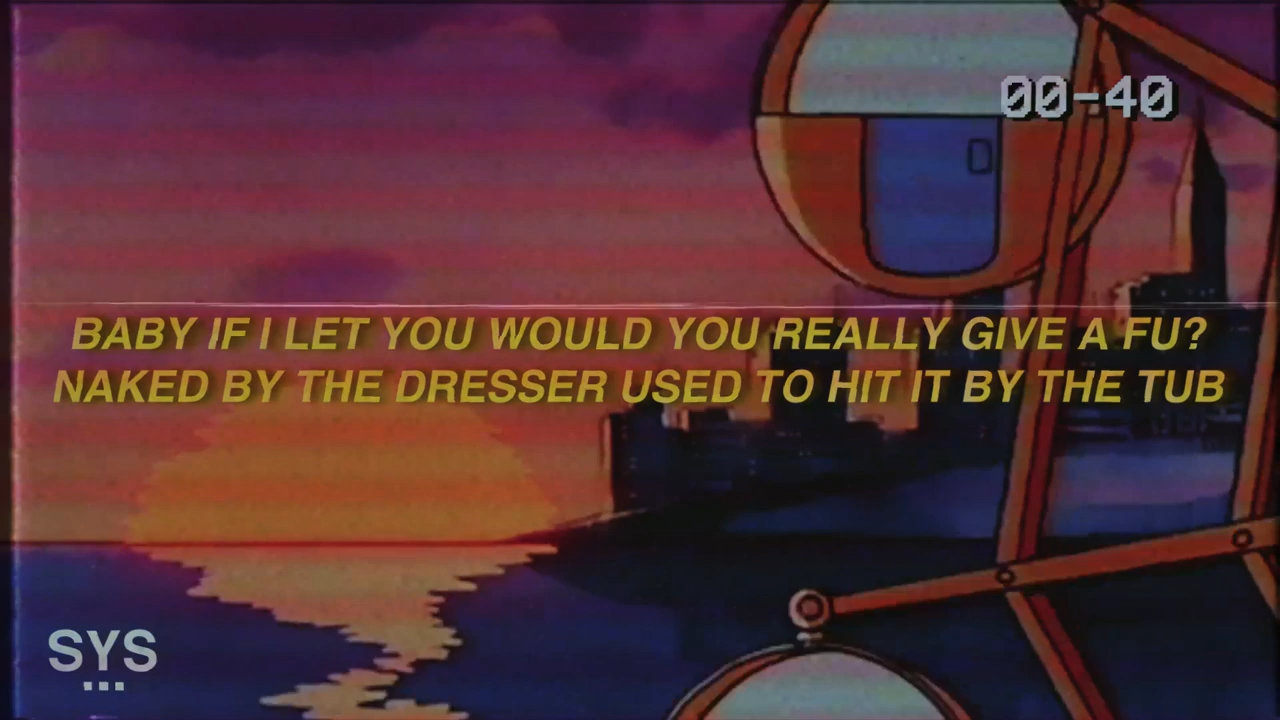 00-40
BABY IF I LET YOU WOULD YOU REALLY GIVE A FU?
NAKED BY THE DRESSER USED TO HIT IT BY THE TUB
SYS
...